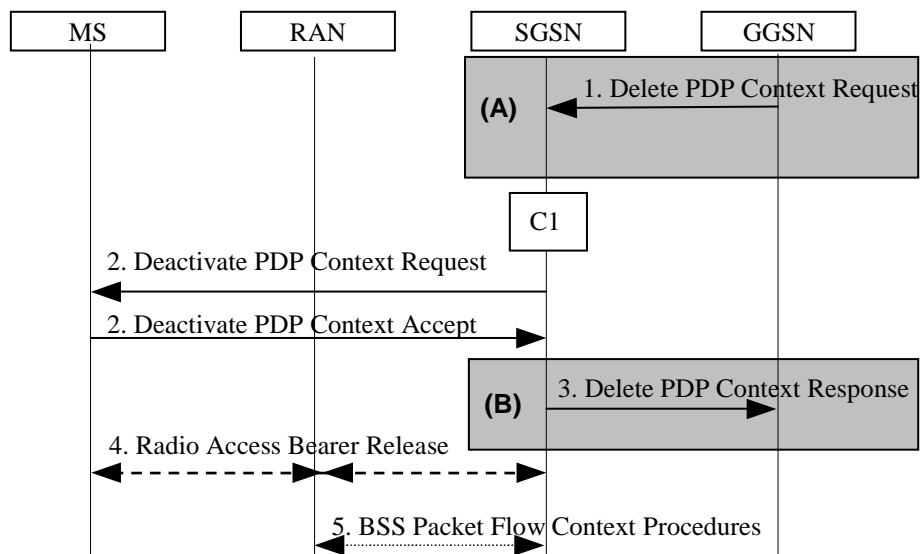 MS
RAN
SGSN
GGSN
1. Delete PDP Context Request
(A)
C1
2. Deactivate PDP Context Request
2. Deactivate PDP Context Accept
3. Delete PDP Context Response
(B)
4. Radio Access Bearer Release
5. BSS Packet Flow Context Procedures